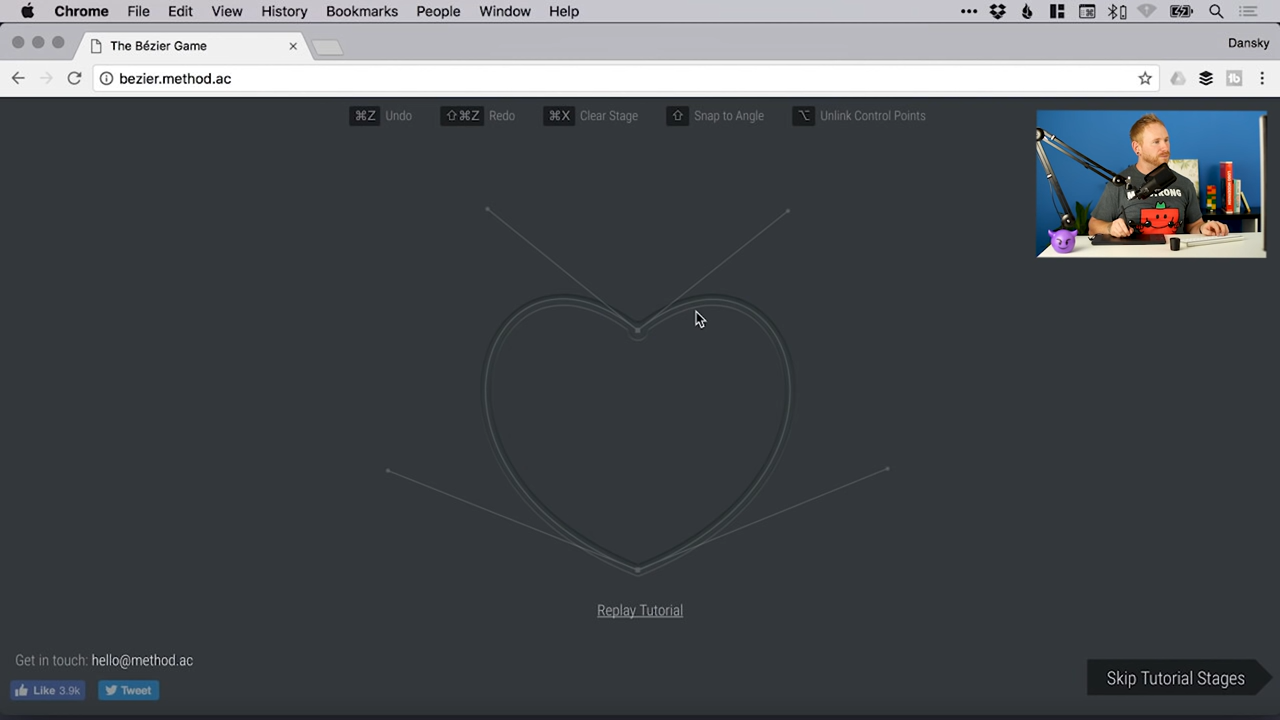 Chrome File Edit View History Bookmarks People Window Help
The Bézier Game
Dansky
bezier.method.ac
⌘Z Undo ⇧⌘Z Redo ⌘X Clear Stage ⇧ Snap to Angle ⌥ Unlink Control Points
Replay Tutorial
Get in touch: hello@method.ac
Like 3.9k Tweet
Skip Tutorial Stages